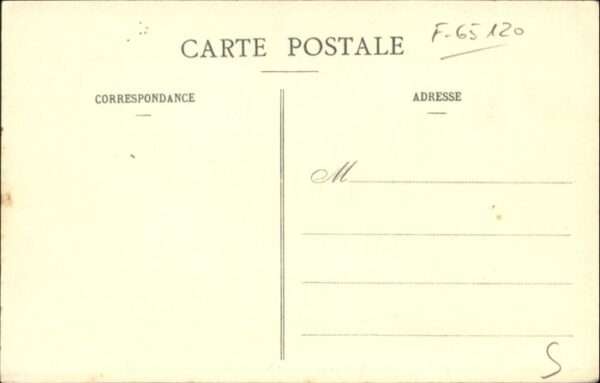 CARTE POSTALE
F-65120
CORRESPONDANCE
ADRESSE
M
S